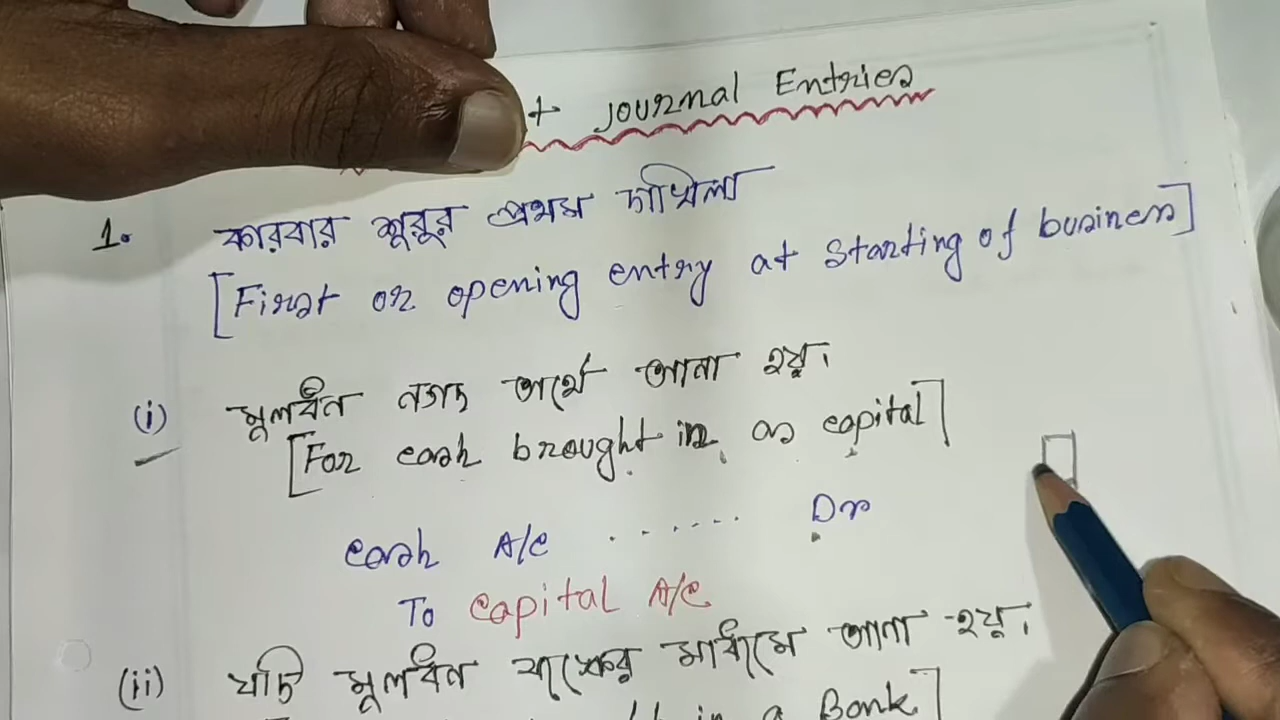 + Journal Entries
1. কারবার শুরুর প্রথম দাখিলা
[First or opening entry at starting of business]
(i) মূলধন নগদ অর্থে আনা হয়।
[For cash brought in as capital]
Cash A/c ....... Dr
To Capital A/c
(ii) যদি মূলধন ব্যাঙ্কের মাধ্যমে আনা হয়।
in a Bank]